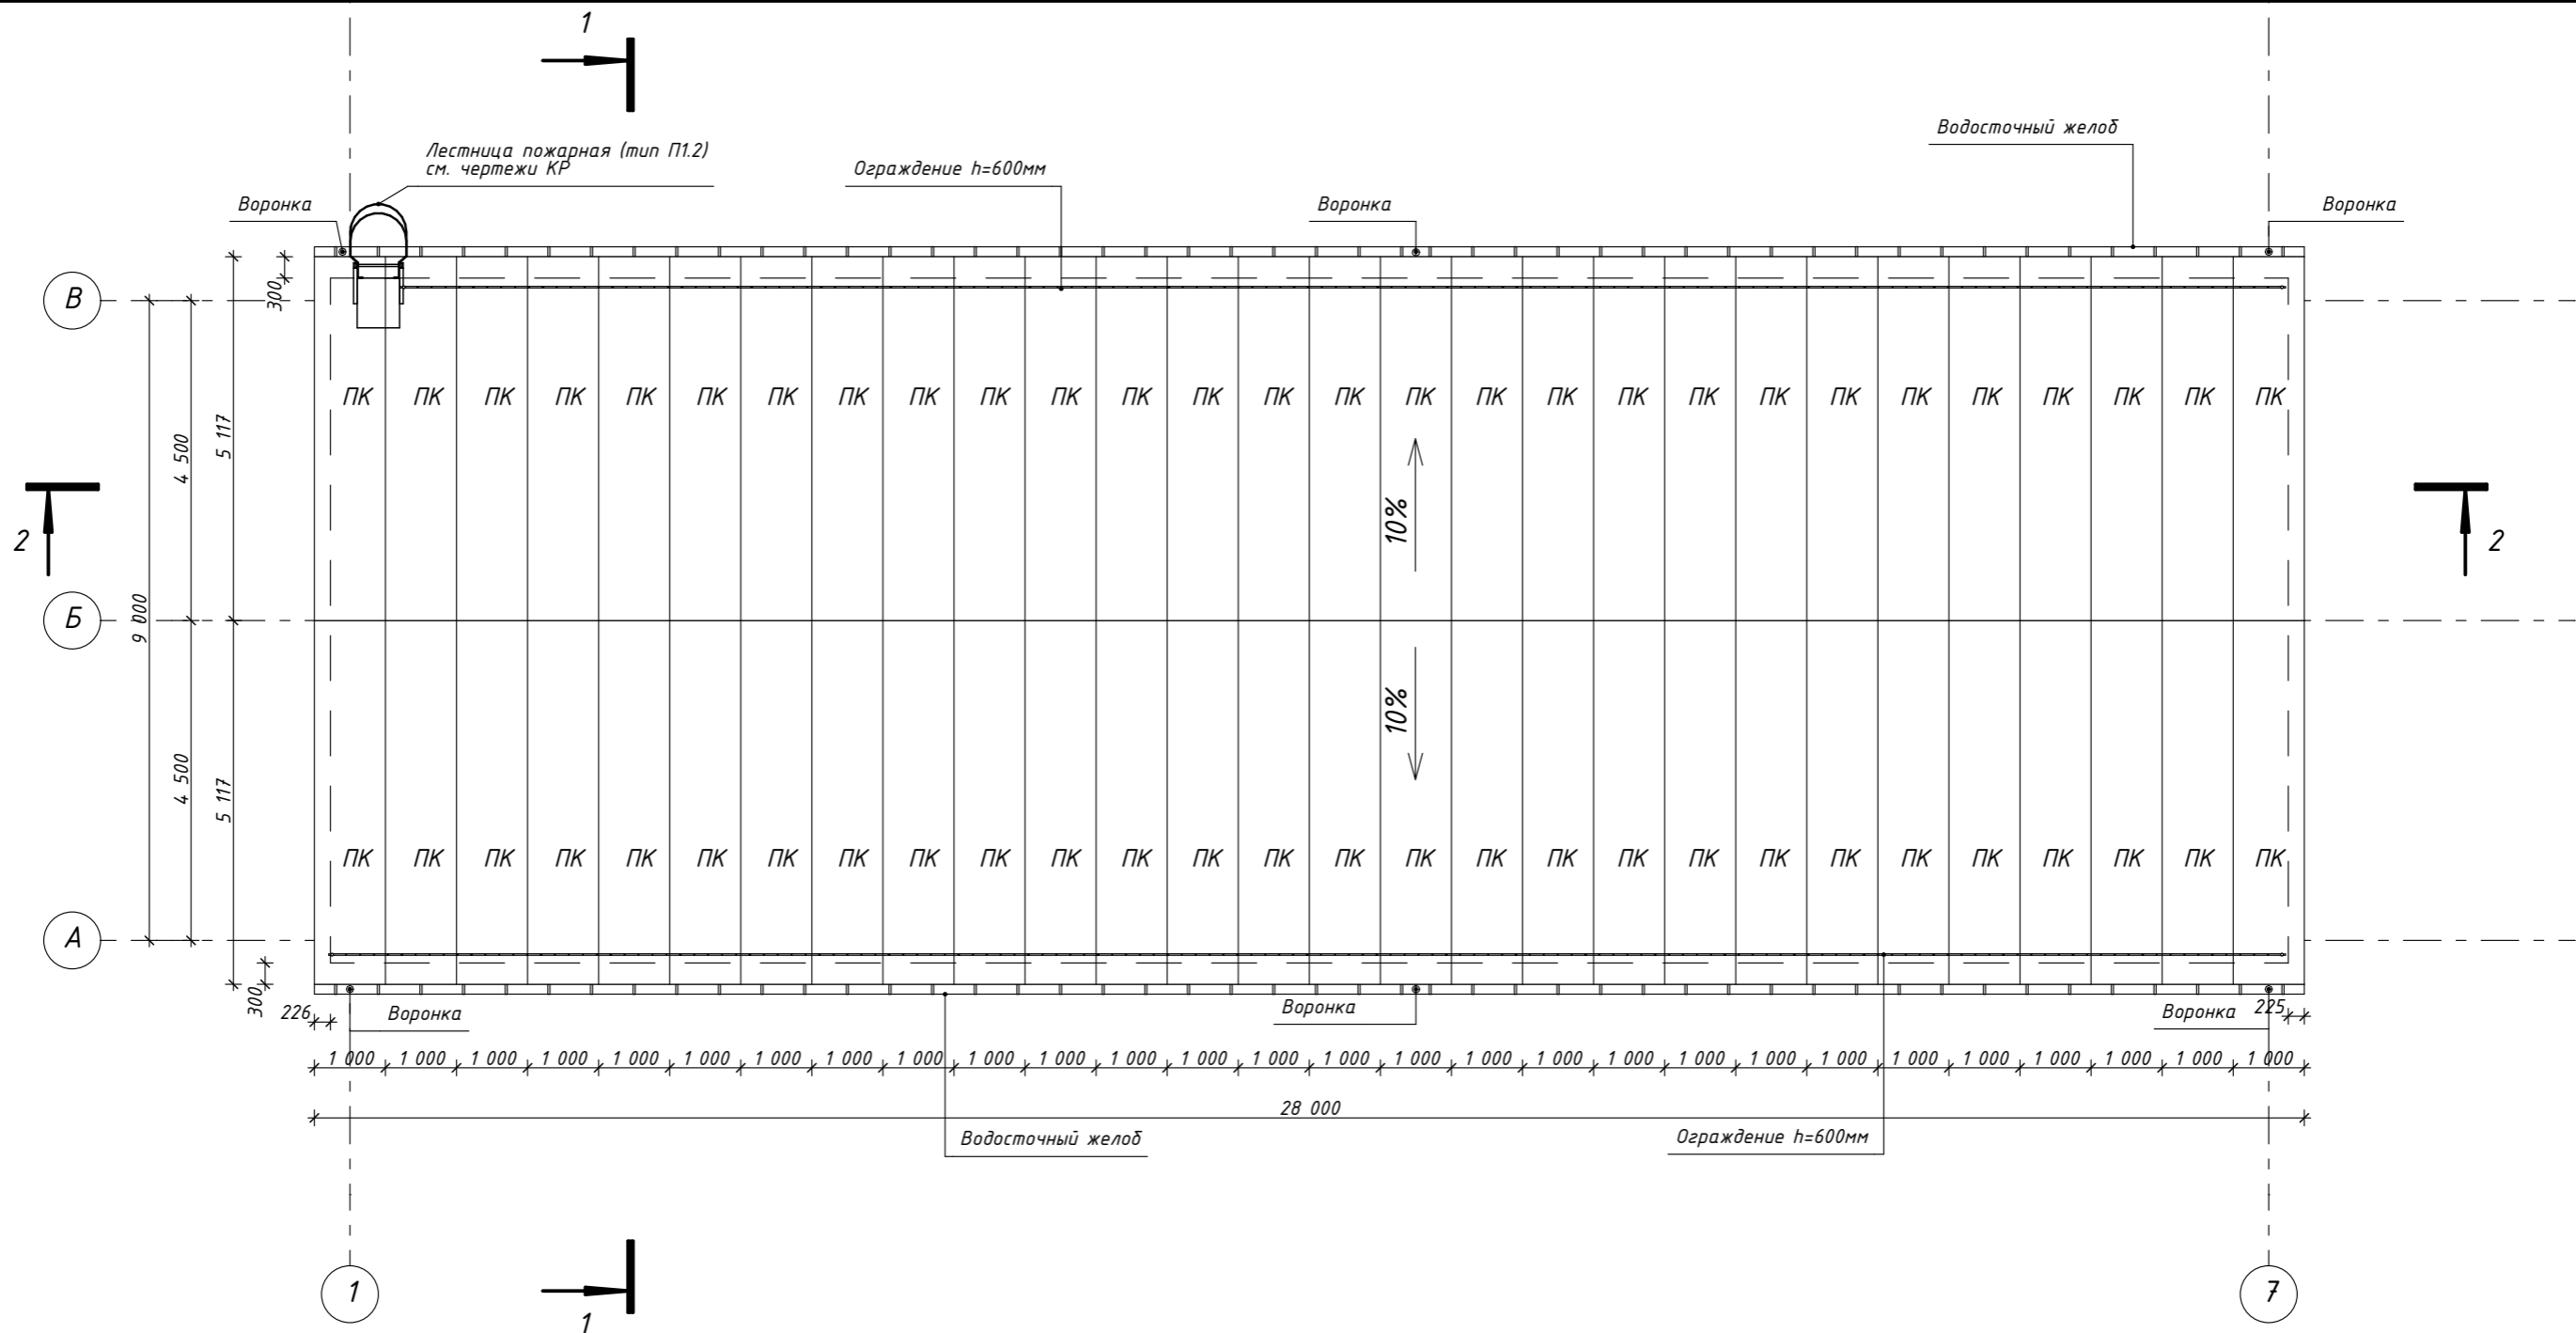 1
Водосточный желоб
Лестница пожарная (тип П1.2)
см. чертежи КР
Ограждение h=600мм
Воронка
Воронка
Воронка
В
300
ПК ПК ПК ПК ПК ПК ПК ПК ПК ПК ПК ПК ПК ПК ПК ПК ПК ПК ПК ПК ПК ПК ПК ПК ПК ПК ПК ПК
5 117
4 500
10%
2
2
9 000
Б
10%
4 500
5 117
ПК ПК ПК ПК ПК ПК ПК ПК ПК ПК ПК ПК ПК ПК ПК ПК ПК ПК ПК ПК ПК ПК ПК ПК ПК ПК ПК ПК
А
300
226
Воронка
Воронка
Воронка
225
1 000 1 000 1 000 1 000 1 000 1 000 1 000 1 000 1 000 1 000 1 000 1 000 1 000 1 000 1 000 1 000 1 000 1 000 1 000 1 000 1 000 1 000 1 000 1 000 1 000 1 000 1 000 1 000
28 000
Водосточный желоб
Ограждение h=600мм
1
7
1